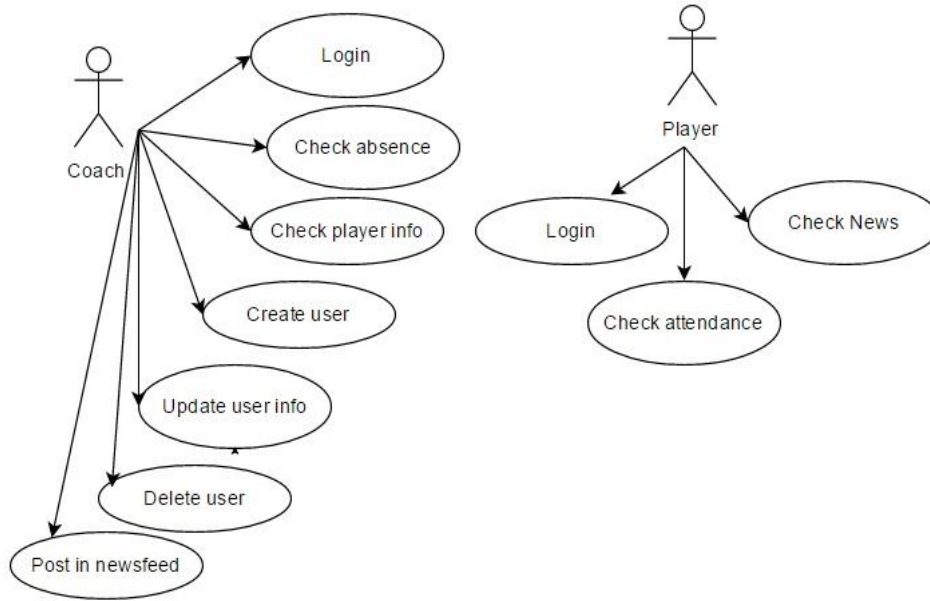 Login
Check absence
Coach
Check player info
Create user
Update user info
Delete user
Post in newsfeed
Player
Check News
Login
Check attendance